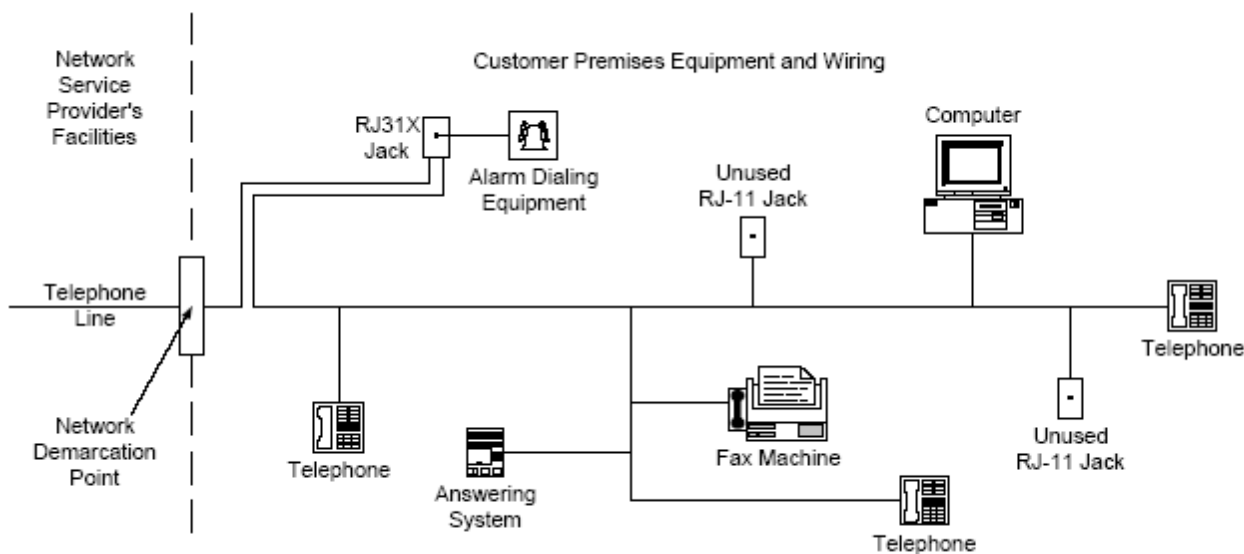 Network
Service
Provider's
Facilities
Customer Premises Equipment and Wiring
RJ31X
Jack
Alarm Dialing
Equipment
Unused
RJ-11 Jack
Computer
Telephone
Line
Telephone
Network
Demarcation
Point
Telephone
Answering
System
Fax Machine
Unused
RJ-11 Jack
Telephone